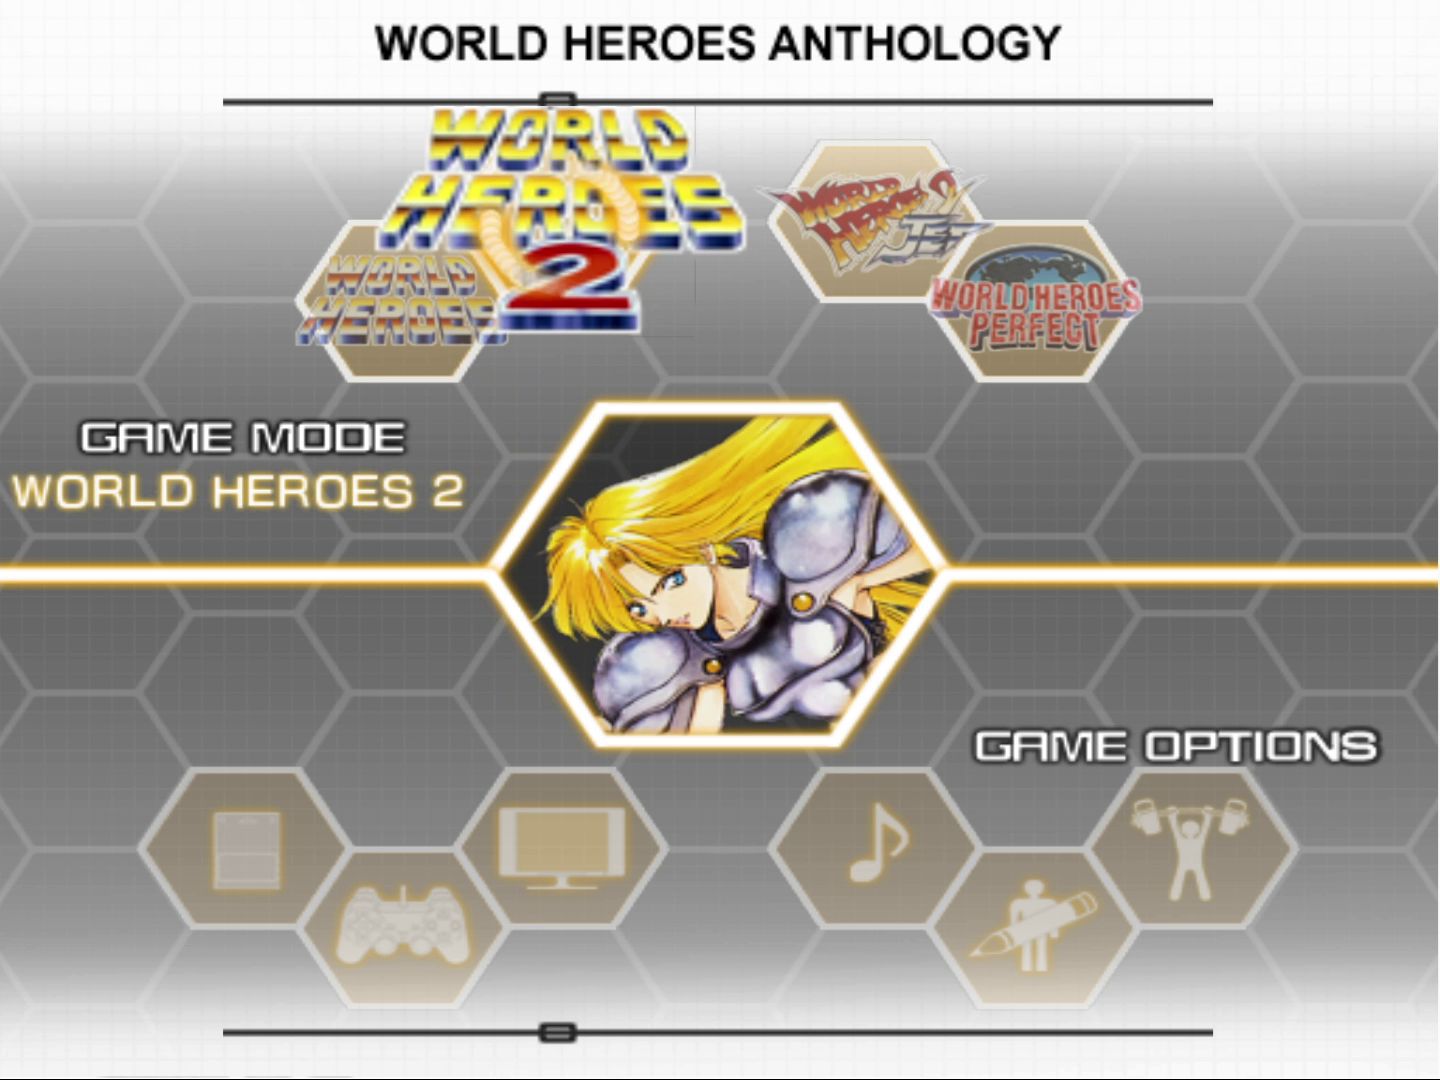 WORLD HEROES ANTHOLOGY
WORLD
HEROES
2
WORLD
HEROES
WORLD
HEROES 2
JET
WORLD HEROES
PERFECT
GAME MODE
WORLD HEROES 2
GAME OPTIONS